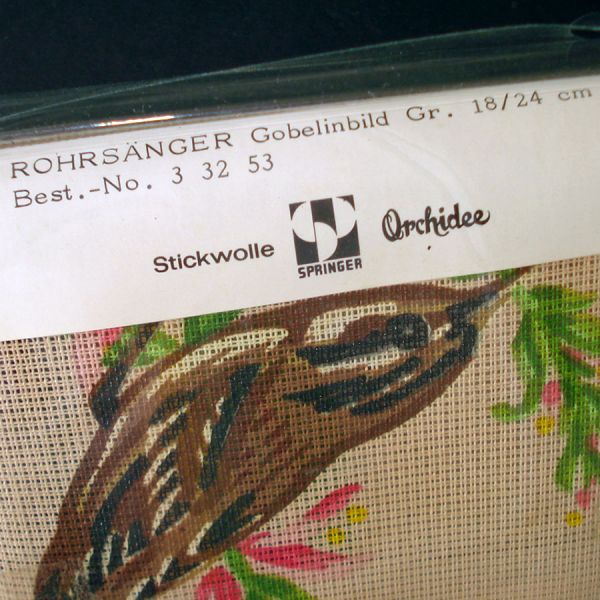 ROHRSÄNGER Gobelinbild Gr. 18/24 cm
Best.-No. 3 32 53
Stickwolle SPRINGER Orchidee